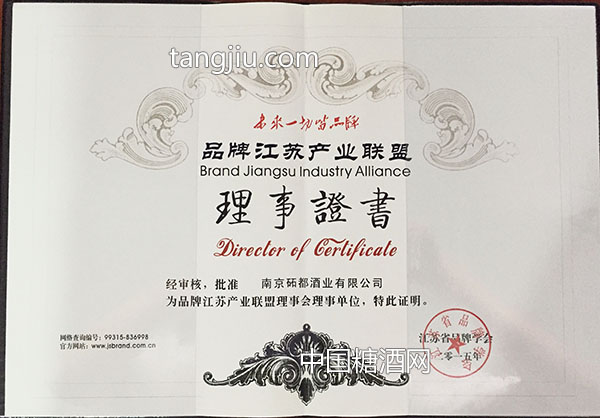 tangjiu.com
未来一切皆品牌
品牌江苏产业联盟
Brand Jiangsu Industry Alliance
理事證書
Director of Certificate
经审核，批准 南京砳都酒业有限公司
为品牌江苏产业联盟理事会理事单位，特此证明。
网络查询编号：99315-836998
官方网站：www.jsbrand.com.cn
江苏省品牌学会
二〇一五年
中国糖酒网